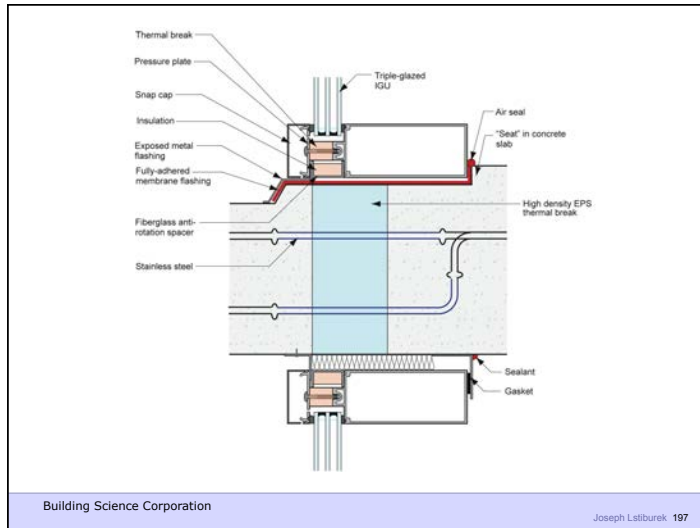 Thermal break
Pressure plate
Snap cap
Insulation
Exposed metal
flashing
Fully-adhered
membrane flashing
Fiberglass anti-
rotation spacer
Stainless steel
Triple-glazed
IGU
Air seal
"Seat" in concrete
slab
High density EPS
thermal break
Sealant
Gasket
Building Science Corporation
Joseph Lstiburek 197